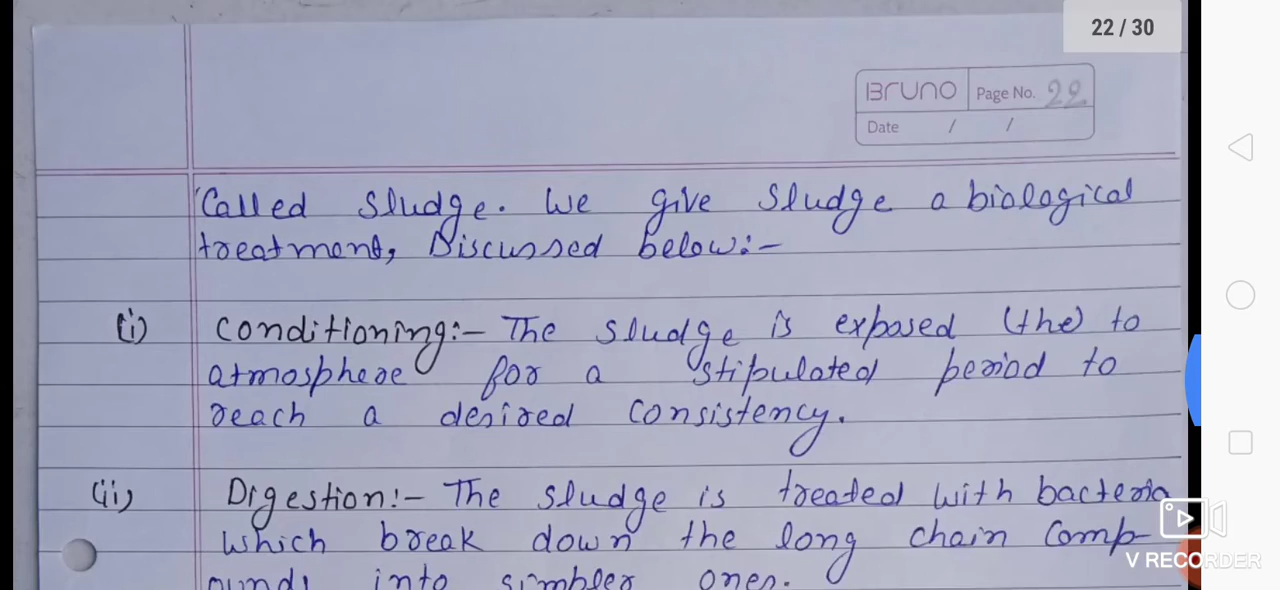 22 / 30
Bruno Page No. 22
Date / /
Called Sludge. We give Sludge a biological
treatment, Discussed below:-
(i) Conditioning:- The sludge is exposed (the) to
atmosphere for a stipulated period to
reach a desired consistency.
(ii) Digestion:- The sludge is treated with bacteria
which break down the long chain Comp-
ounds into simpler ones.
V RECORDER